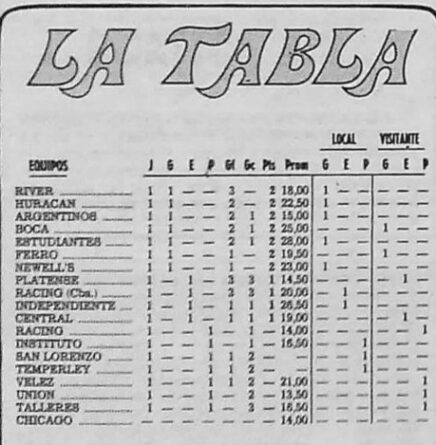 LA TABLA
LOCAL VISITANTE
EQUIPOS J G E P Gf Gc Pts Prom G E P G E P
RIVER 1 1 — — 3 — 2 18,00 1 — — — — —
HURACAN 1 1 — — 2 — 2 22,50 1 — — — — —
ARGENTINOS 1 1 — — 2 1 2 15,00 1 — — — — —
BOCA 1 1 — — 2 1 2 25,00 — — — 1 — —
ESTUDIANTES 1 1 — — 2 1 2 28,00 1 — — — — —
FERRO 1 1 — — 1 — 2 19,50 — — — 1 — —
NEWELL'S 1 1 — — 1 — 2 23,00 1 — — — — —
PLATENSE 1 — 1 — 3 3 1 14,50 — — — — 1 —
RACING (Cba.) 1 — 1 — 3 3 1 20,00 — 1 — — — —
INDEPENDIENTE 1 — 1 — 1 1 1 26,50 — 1 — — — —
CENTRAL 1 — 1 — 1 1 1 19,00 — — — — 1 —
RACING 1 — — 1 — 1 — 14,00 — — — — — 1
INSTITUTO 1 — — 1 — 1 — 16,50 — — 1 — — —
SAN LORENZO 1 — — 1 1 2 — — — — 1 — — —
TEMPERLEY 1 — — 1 1 2 — — — — 1 — — —
VELEZ 1 — — 1 1 2 — 21,00 — — — — — 1
UNION 1 — — 1 — 2 — 13,50 — — — — — 1
TALLERES 1 — — 1 — 3 — 16,50 — — — — — 1
CHICAGO — — — — — — — 14,00 — — — — — —